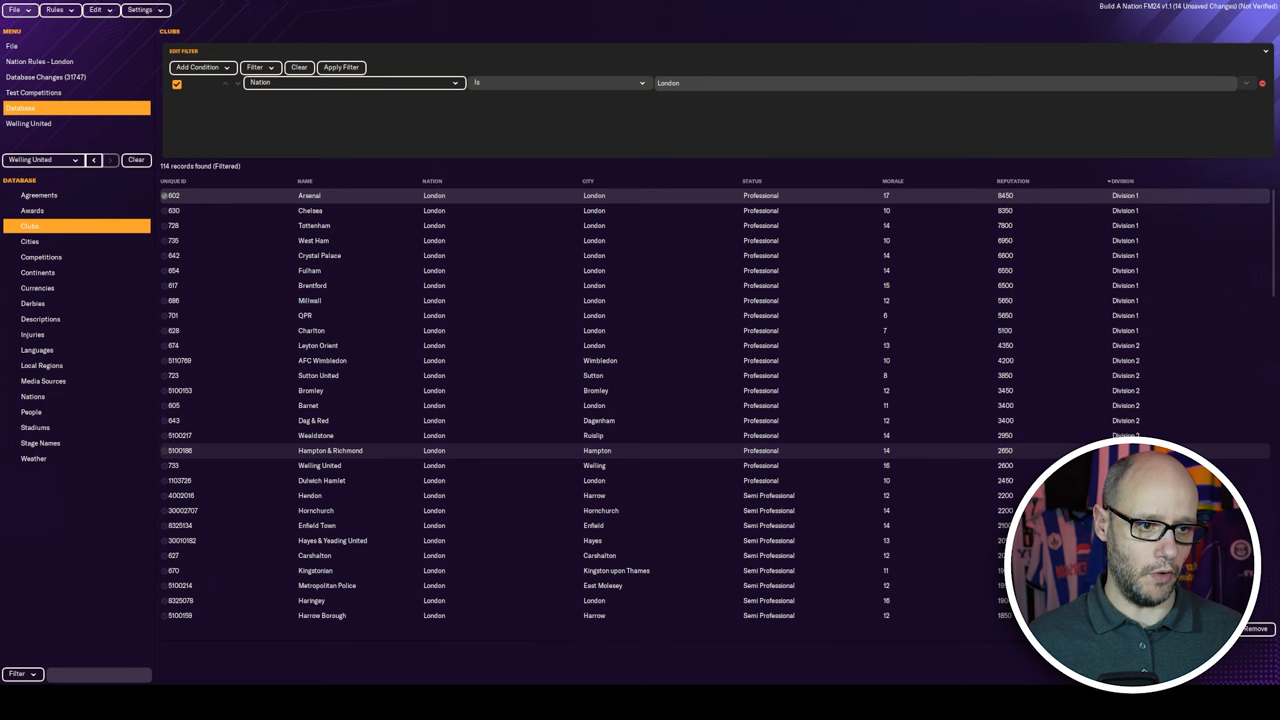 File Rules Edit Settings Build A Nation FM24 v1.1 (14 Unsaved Changes) (Not Verified)
MENU
File
Nation Rules - London
Database Changes (31747)
Test Competitions
Database
Welling United
Welling United Clear
DATABASE
Agreements
Awards
Clubs
Cities
Competitions
Continents
Currencies
Derbies
Descriptions
Injuries
Languages
Local Regions
Media Sources
Nations
People
Stadiums
Stage Names
Weather
Filter
CLUBS
EDIT FILTER
Add Condition Filter Clear Apply Filter
Nation Is London
114 records found (Filtered)
UNIQUE ID NAME NATION CITY STATUS MORALE REPUTATION DIVISION
602 Arsenal London London Professional 17 8450 Division 1
630 Chelsea London London Professional 10 8350 Division 1
728 Tottenham London London Professional 14 7800 Division 1
735 West Ham London London Professional 10 6950 Division 1
642 Crystal Palace London London Professional 14 6600 Division 1
654 Fulham London London Professional 14 6550 Division 1
617 Brentford London London Professional 15 6500 Division 1
686 Millwall London London Professional 12 5650 Division 1
701 QPR London London Professional 6 5650 Division 1
628 Charlton London London Professional 7 5100 Division 1
674 Leyton Orient London London Professional 13 4350 Division 2
5110769 AFC Wimbledon London Wimbledon Professional 10 4200 Division 2
723 Sutton United London Sutton Professional 8 3850 Division 2
5100153 Bromley London Bromley Professional 12 3450 Division 2
605 Barnet London London Professional 11 3400 Division 2
643 Dag & Red London Dagenham Professional 12 3400 Division 2
5100217 Wealdstone London Ruislip Professional 14 2950 Division 2
5100186 Hampton & Richmond London Hampton Professional 14 2650
733 Welling United London Welling Professional 16 2600
1103726 Dulwich Hamlet London London Professional 10 2450
4002016 Hendon London Harrow Semi Professional 12 2200
30002707 Hornchurch London Hornchurch Semi Professional 14 2200
8325134 Enfield Town London Enfield Semi Professional 14
30010182 Hayes & Yeading United London Hayes Semi Professional 13
627 Carshalton London Carshalton Semi Professional 12
670 Kingstonian London Kingston upon Thames Semi Professional 11
5100214 Metropolitan Police London East Molesey Semi Professional 12
8325078 Haringey London London Semi Professional 16
5100159 Harrow Borough London Harrow Semi Professional 12 1850
Remove